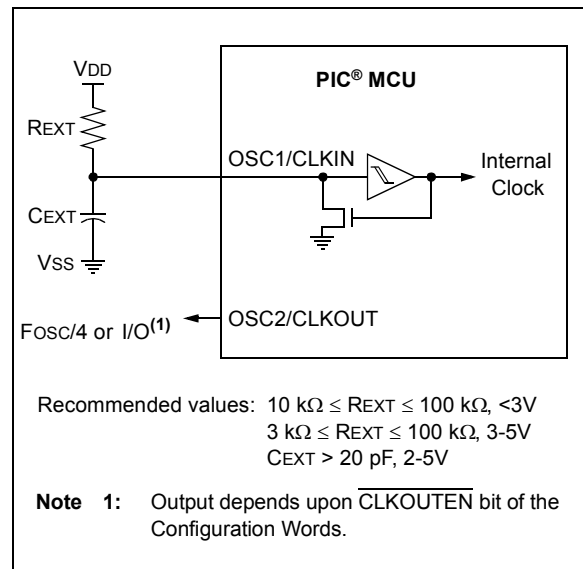 VDD
PIC® MCU
REXT
OSC1/CLKIN
Internal
Clock
CEXT
VSS
OSC2/CLKOUT
FOSC/4 or I/O(1)
Recommended values: 10 kΩ ≤ REXT ≤ 100 kΩ, <3V
3 kΩ ≤ REXT ≤ 100 kΩ, 3-5V
CEXT > 20 pF, 2-5V
Note 1: Output depends upon CLKOUTEN bit of the
Configuration Words.